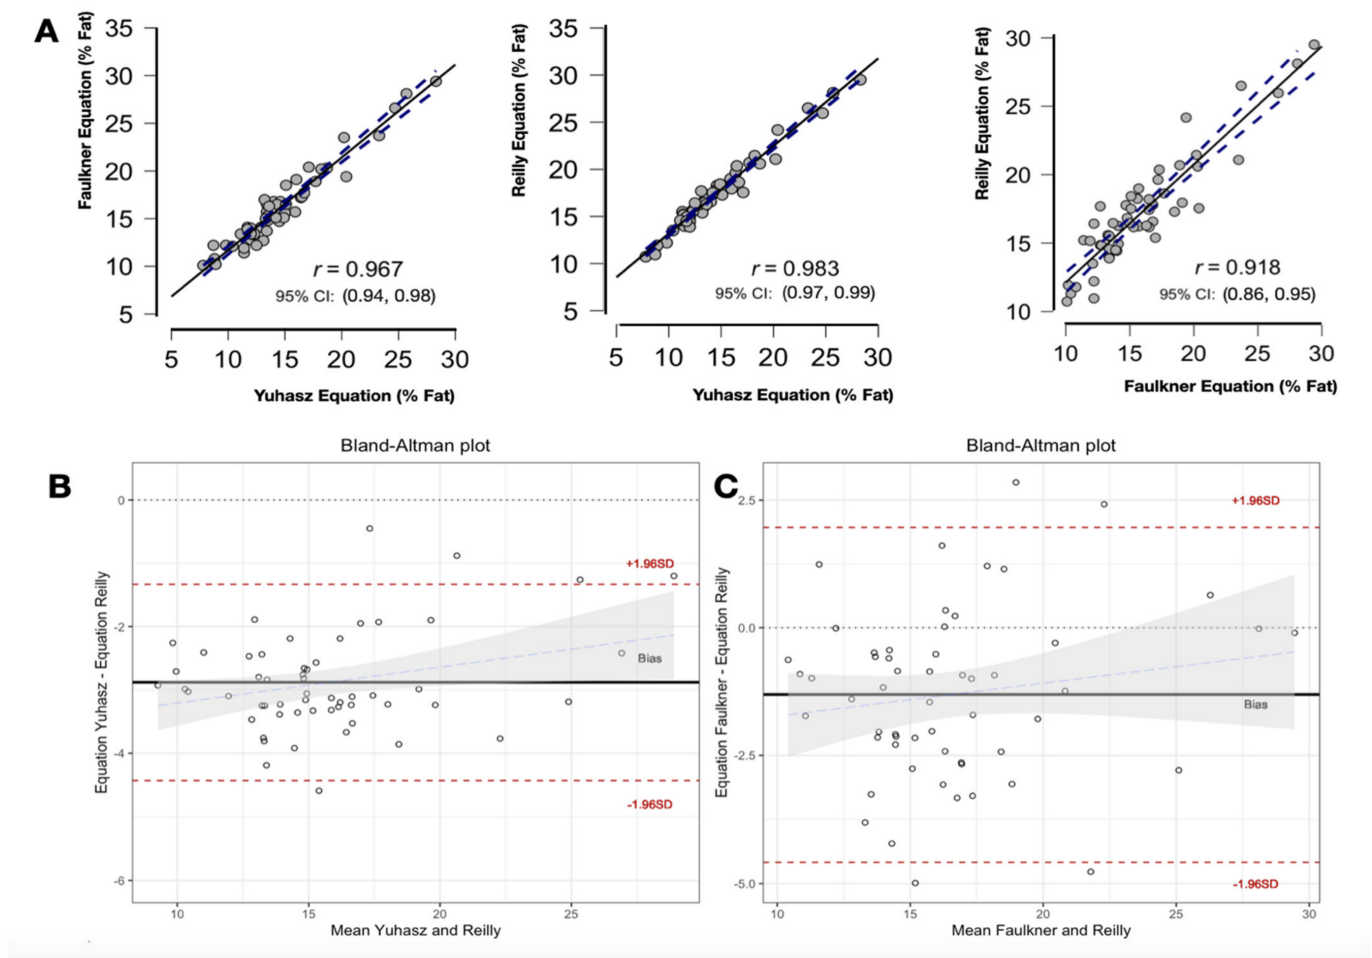 A
Faulkner Equation (% Fat)
35
30
25
20
15
10
5
r = 0.967
95% CI: (0.94, 0.98)
5 10 15 20 25 30
Yuhasz Equation (% Fat)
Reilly Equation (% Fat)
35
30
25
20
15
10
5
r = 0.983
95% CI: (0.97, 0.99)
5 10 15 20 25 30
Yuhasz Equation (% Fat)
Reilly Equation (% Fat)
30
25
20
15
10
r = 0.918
95% CI: (0.86, 0.95)
10 15 20 25 30
Faulkner Equation (% Fat)
B
Bland-Altman plot
Equation Yuhasz - Equation Reilly
0
-2
-4
-6
+1.96SD
Bias
-1.96SD
10 15 20 25
Mean Yuhasz and Reilly
C
Bland-Altman plot
Equation Faulkner - Equation Reilly
2.5
0.0
-2.5
-5.0
+1.96SD
Bias
-1.96SD
10 15 20 25 30
Mean Faulkner and Reilly